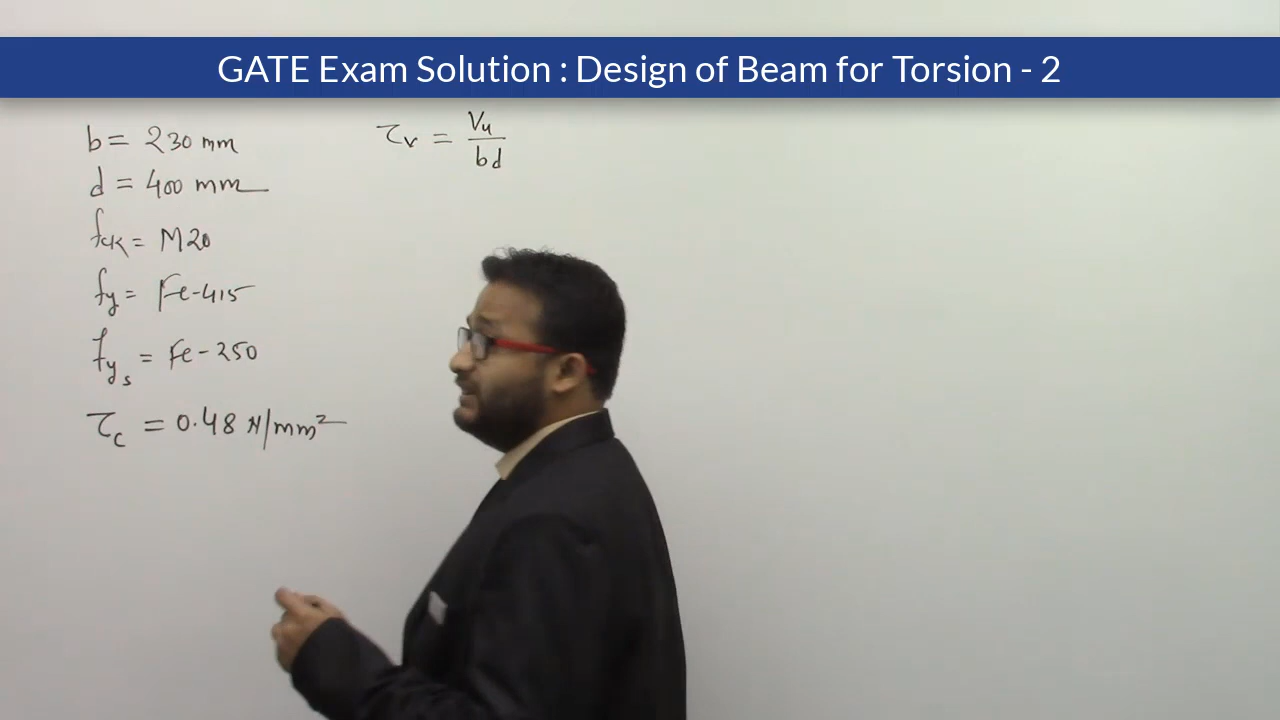 GATE Exam Solution : Design of Beam for Torsion - 2
b = 230 mm
d = 400 mm
fck = M20
fy = Fe-415
fys = Fe-250
τc = 0.48 N/mm²
τv = Vu / bd